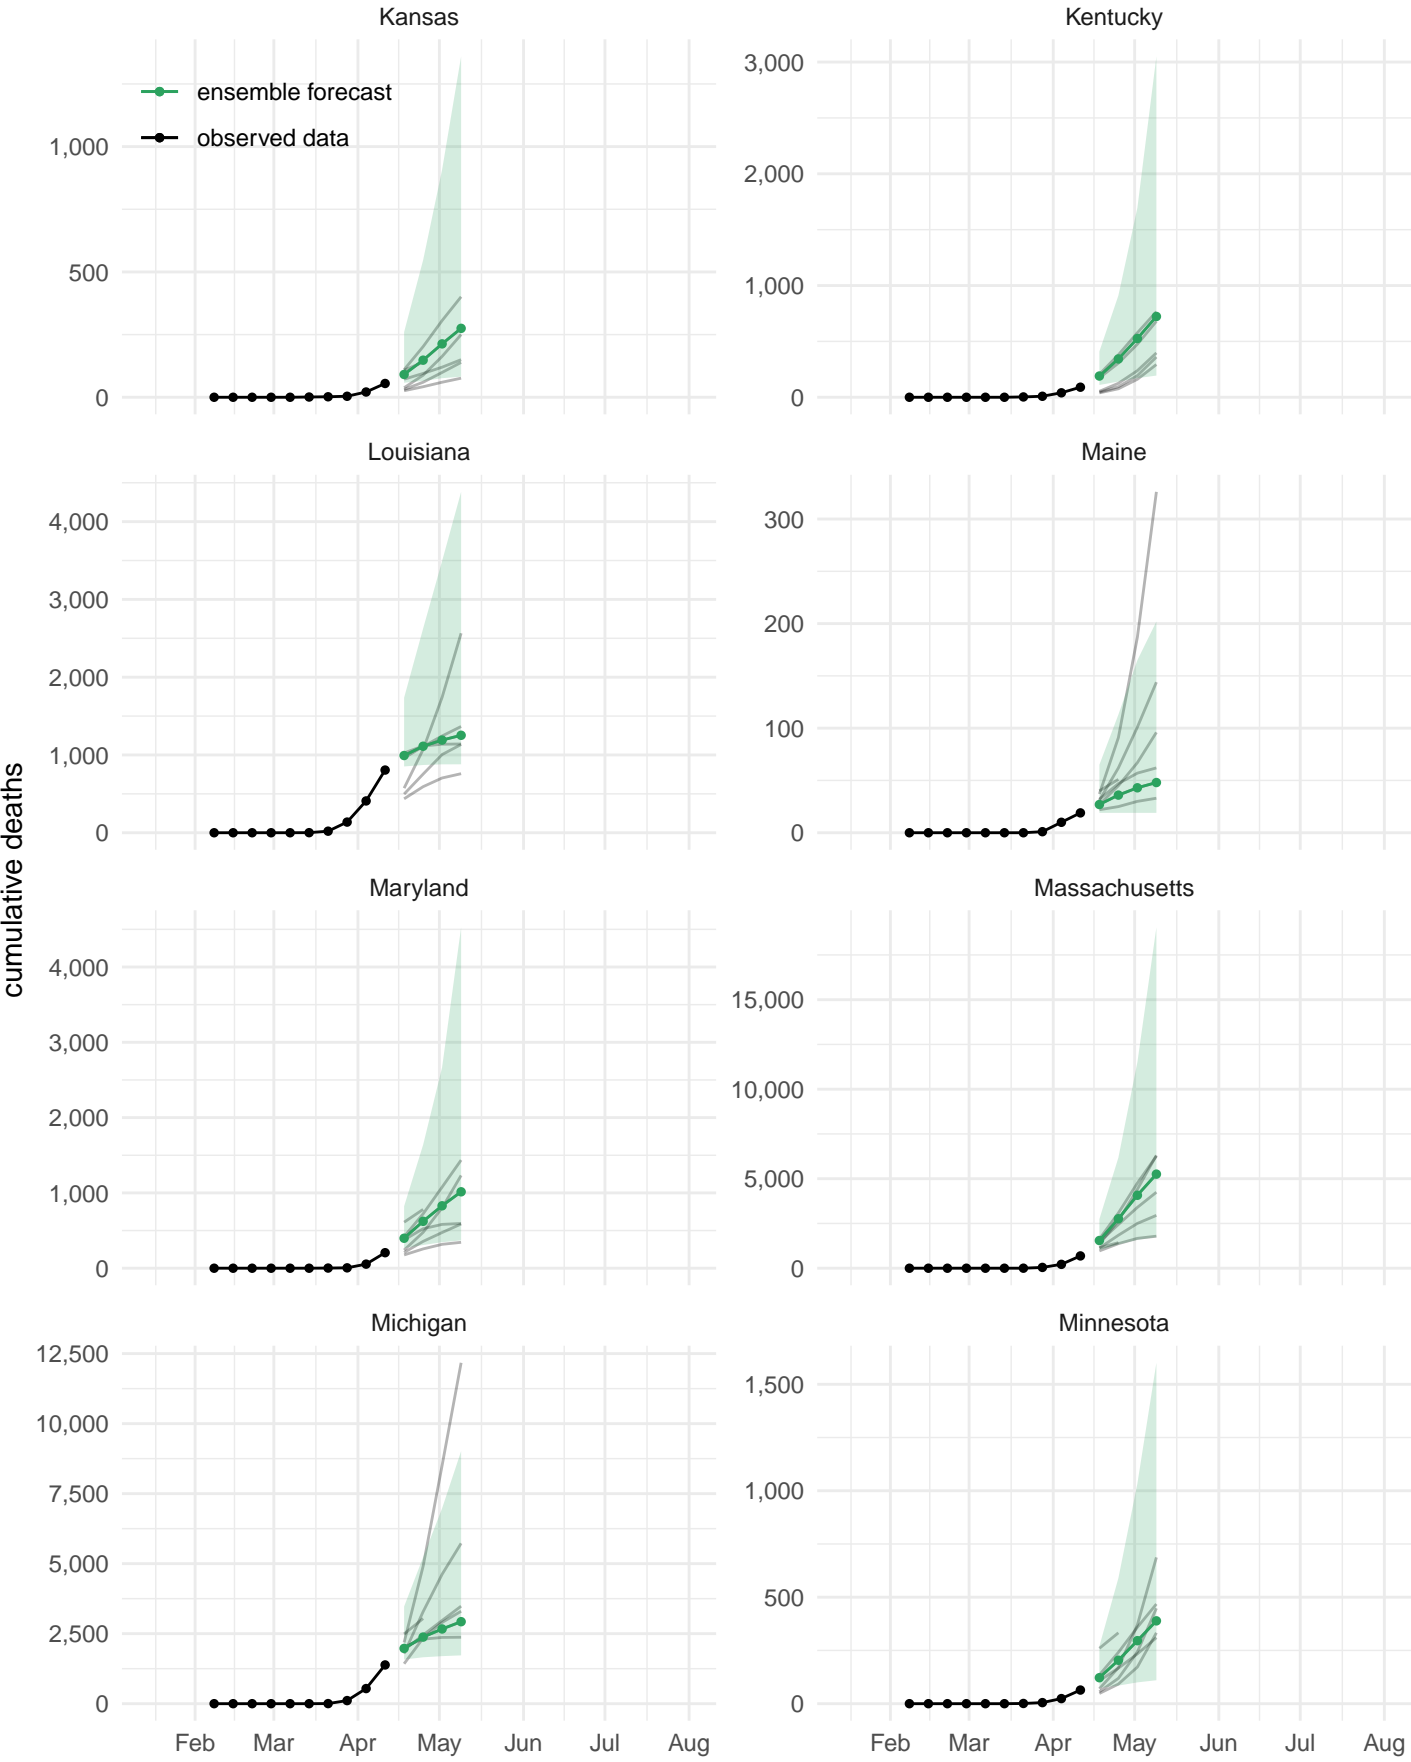 Kansas
Kentucky
ensemble forecast
observed data
1,000
500
0
3,000
2,000
1,000
0
Louisiana
Maine
4,000
3,000
2,000
1,000
0
300
200
100
0
cumulative deaths
Maryland
Massachusetts
4,000
3,000
2,000
1,000
0
15,000
10,000
5,000
0
Michigan
Minnesota
12,500
10,000
7,500
5,000
2,500
0
1,500
1,000
500
0
Feb Mar Apr May Jun Jul Aug
Feb Mar Apr May Jun Jul Aug